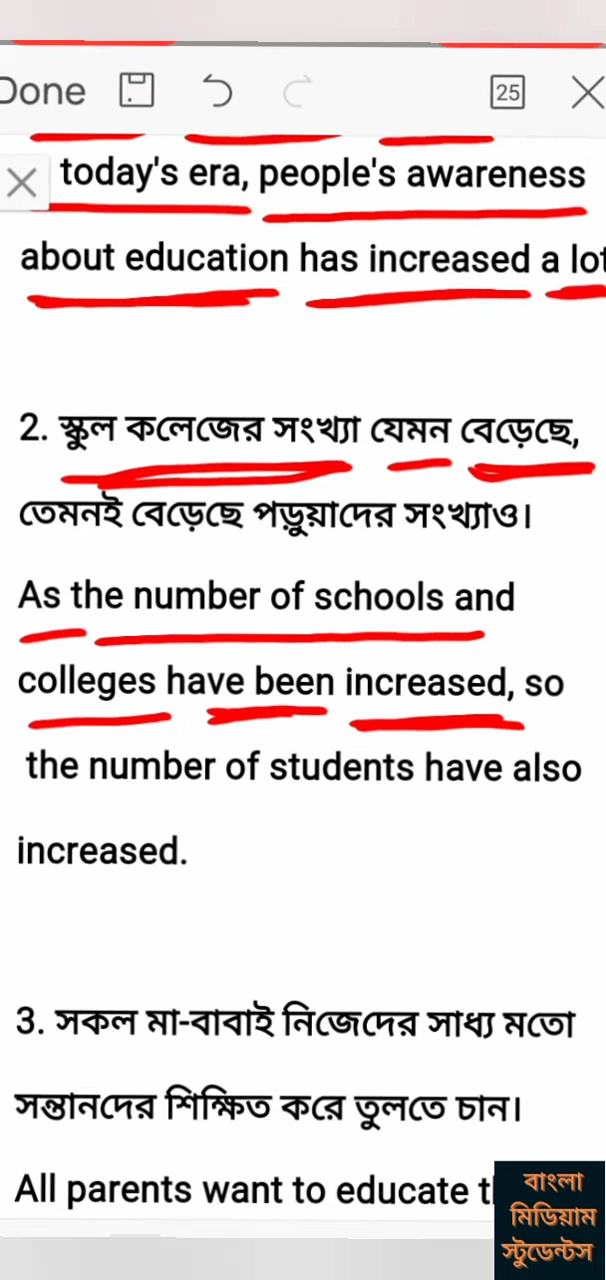 Done 25
today's era, people's awareness
about education has increased a lot
2. স্কুল কলেজের সংখ্যা যেমন বেড়েছে,
তেমনই বেড়েছে পড়ুয়াদের সংখ্যাও।
As the number of schools and
colleges have been increased, so
the number of students have also
increased.
3. সকল মা-বাবাই নিজেদের সাধ্য মতো
সন্তানদের শিক্ষিত করে তুলতে চান।
All parents want to educate
বাংলা
মিডিয়াম
স্টুডেন্টস